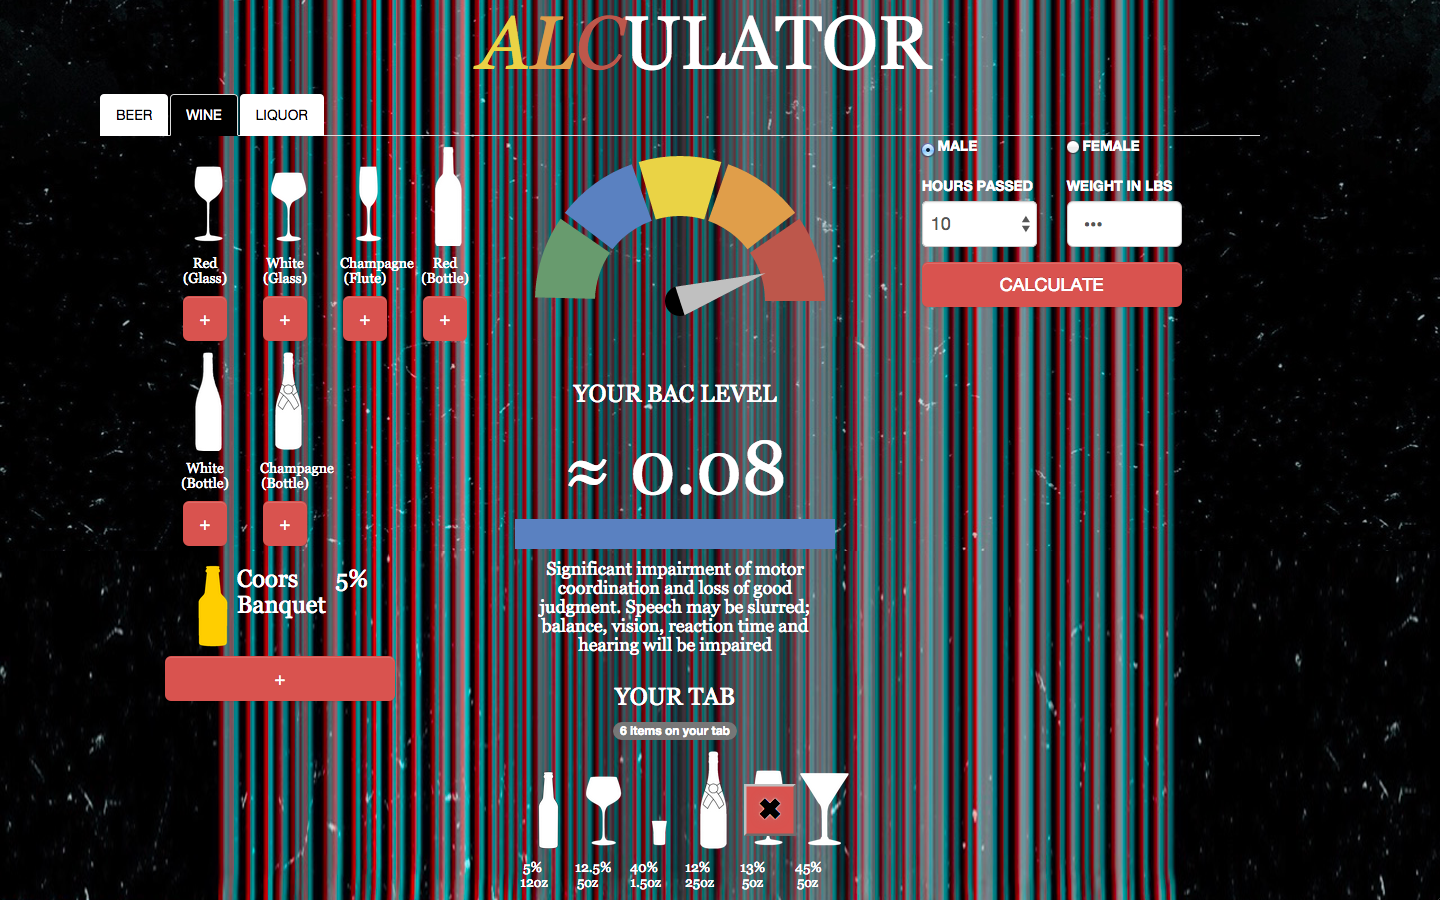 ALCULATOR
BEER WINE LIQUOR
Red (Glass)
White (Glass)
Champagne (Flute)
Red (Bottle)
+ + + +
White (Bottle)
Champagne (Bottle)
+ +
Coors Banquet 5%
+
YOUR BAC LEVEL
≈ 0.08
Significant impairment of motor
coordination and loss of good
judgment. Speech may be slurred;
balance, vision, reaction time and
hearing will be impaired
YOUR TAB
6 items on your tab
5% 12.5% 40% 12% 13% 45%
12oz 5oz 1.5oz 25oz 5oz 5oz
MALE FEMALE
HOURS PASSED WEIGHT IN LBS
10 •••
CALCULATE